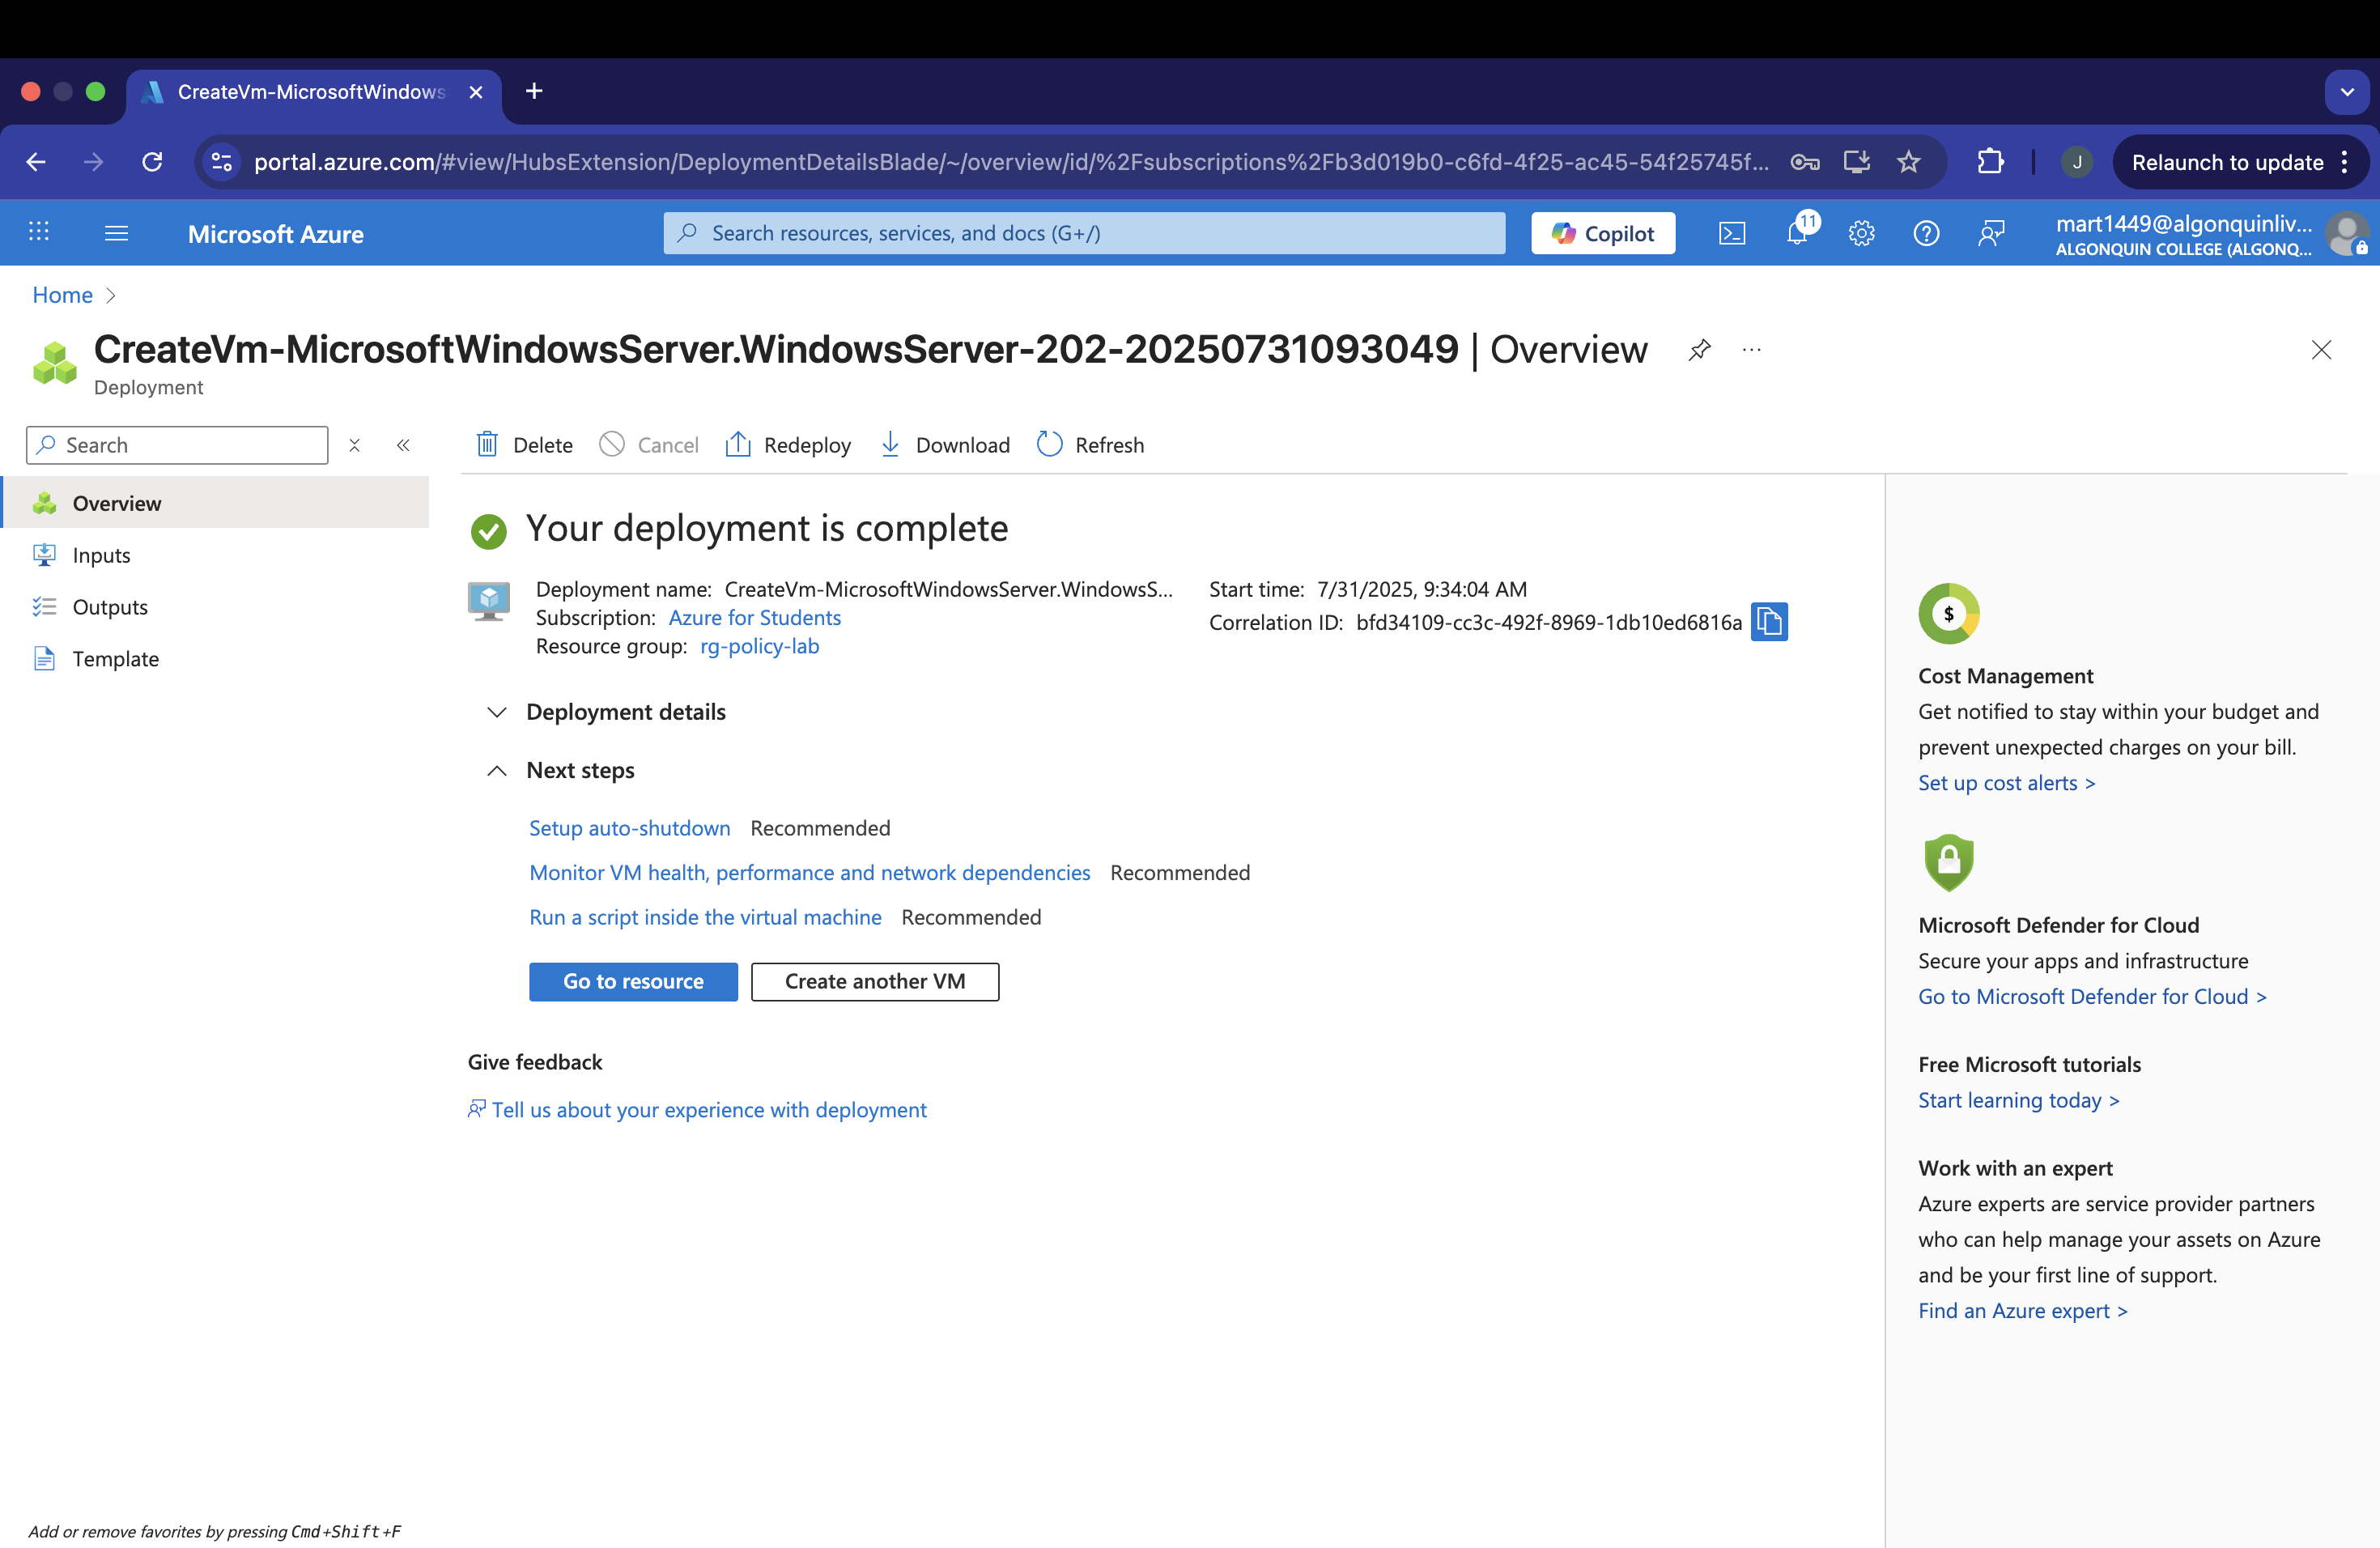 CreateVm-MicrosoftWindows
portal.azure.com/#view/HubsExtension/DeploymentDetailsBlade/~/overview/id/%2Fsubscriptions%2Fb3d019b0-c6fd-4f25-ac45-54f25745f...
J
Relaunch to update
Microsoft Azure
Search resources, services, and docs (G+/)
Copilot
11
mart1449@algonquinliv...
ALGONQUIN COLLEGE (ALGONQ...
Home
CreateVm-MicrosoftWindowsServer.WindowsServer-202-20250731093049 | Overview
Deployment
Search
Delete
Cancel
Redeploy
Download
Refresh
Overview
Inputs
Outputs
Template
Your deployment is complete
Deployment name: CreateVm-MicrosoftWindowsServer.WindowsS...
Subscription: Azure for Students
Resource group: rg-policy-lab
Start time: 7/31/2025, 9:34:04 AM
Correlation ID: bfd34109-cc3c-492f-8969-1db10ed6816a
Deployment details
Next steps
Setup auto-shutdown Recommended
Monitor VM health, performance and network dependencies Recommended
Run a script inside the virtual machine Recommended
Go to resource
Create another VM
Give feedback
Tell us about your experience with deployment
$
Cost Management
Get notified to stay within your budget and
prevent unexpected charges on your bill.
Set up cost alerts >
Microsoft Defender for Cloud
Secure your apps and infrastructure
Go to Microsoft Defender for Cloud >
Free Microsoft tutorials
Start learning today >
Work with an expert
Azure experts are service provider partners
who can help manage your assets on Azure
and be your first line of support.
Find an Azure expert >
Add or remove favorites by pressing Cmd+Shift+F